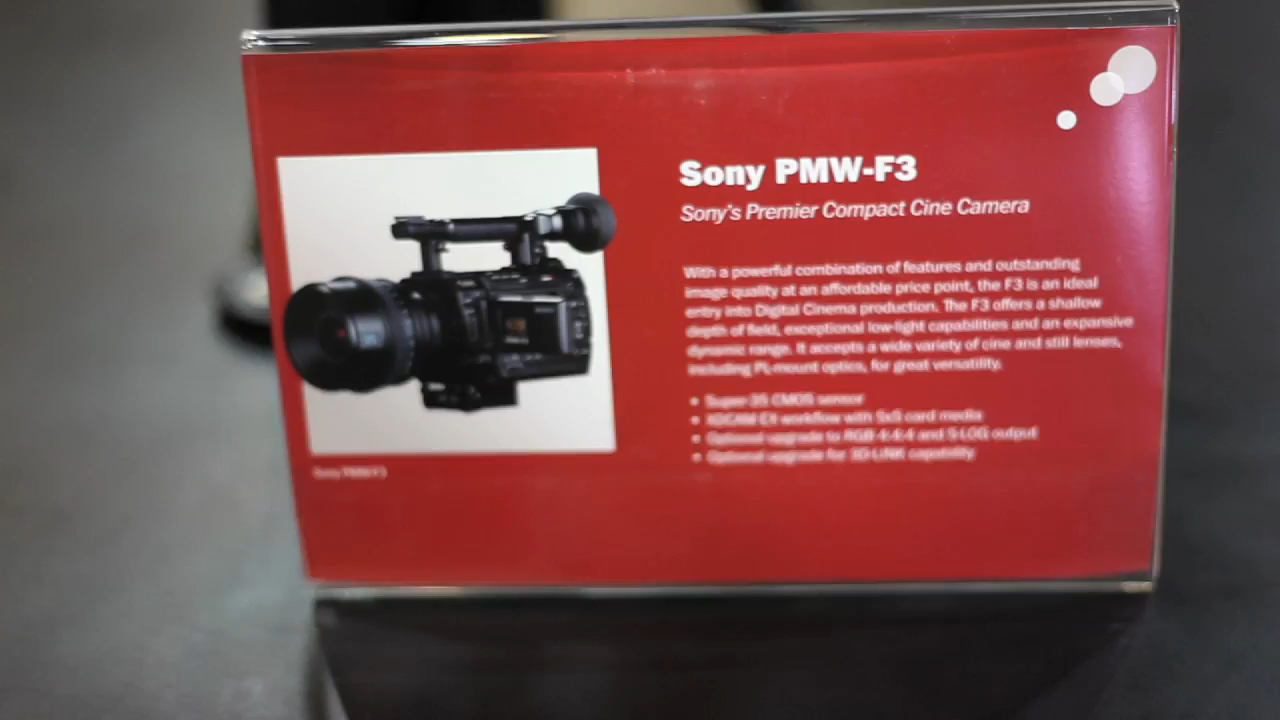 Sony PMW-F3
Sony's Premier Compact Cine Camera
With a powerful combination of features and outstanding
image quality at an affordable price point, the F3 is an ideal
entry into Digital Cinema production. The F3 offers a shallow
depth of field, exceptional low-light capabilities and an expansive
dynamic range. It accepts a wide variety of cine and still lenses,
including PL-mount optics, for great versatility.
• Super-35 CMOS sensor
• XDCAM EX workflow with SxS card media
• Optional upgrade to RGB 4:4:4 and S-LOG output
• Optional upgrade for 3D-LINK capability
Sony PMW-F3